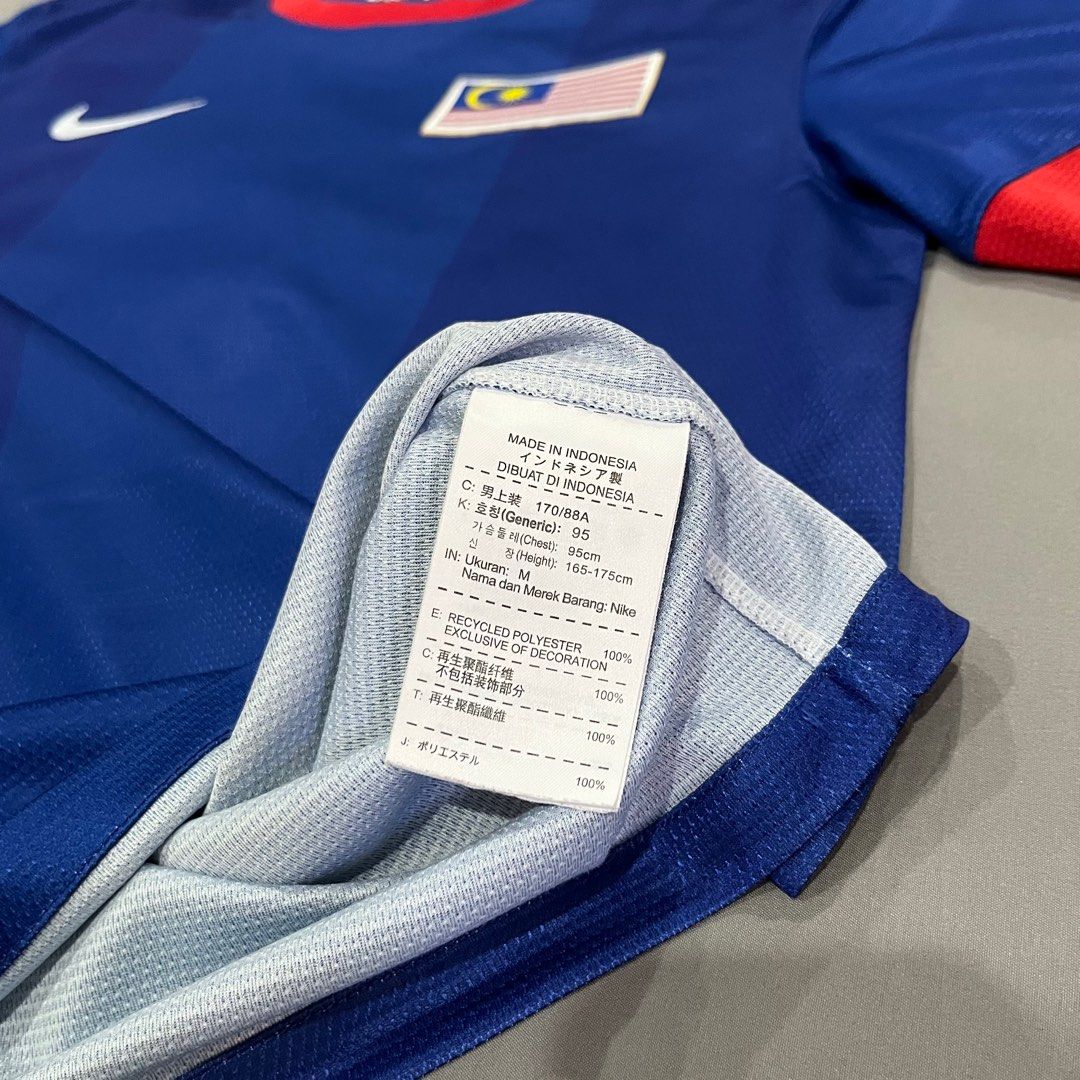 MADE IN INDONESIA
インドネシア製
DIBUAT DI INDONESIA
C: 男上装 170/88A
K: 호칭(Generic): 95
가슴둘레(Chest): 95cm
신 장(Height): 165-175cm
IN: Ukuran: M
Nama dan Merek Barang: Nike
E: RECYCLED POLYESTER 100%
EXCLUSIVE OF DECORATION
C: 再生聚酯纤维 100%
不包括装饰部分
T: 再生聚酯纖維 100%
J: ポリエステル 100%